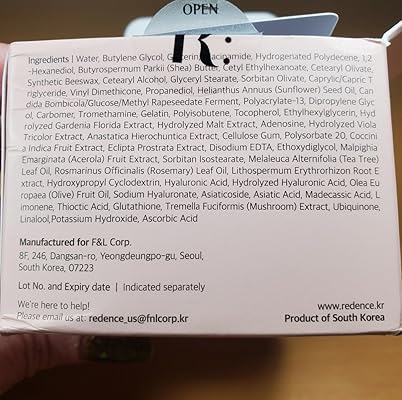 OPEN
R:
Ingredients | Water, Butylene Glycol, Glycerin, Niacinamide, Hydrogenated Polydecene, 1,2
-Hexanediol, Butyrospermum Parkii (Shea) Butter, Cetyl Ethylhexanoate, Cetearyl Olivate,
Synthetic Beeswax, Cetearyl Alcohol, Glyceryl Stearate, Sorbitan Olivate, Caprylic/Capric T
riglyceride, Vinyl Dimethicone, Propanediol, Helianthus Annuus (Sunflower) Seed Oil, Can
dida Bombicola/Glucose/Methyl Rapeseedate Ferment, Polyacrylate-13, Dipropylene Glyc
ol, Carbomer, Tromethamine, Gelatin, Polyisobutene, Tocopherol, Ethylhexylglycerin, Hyd
rolyzed Gardenia Florida Extract, Hydrolyzed Malt Extract, Adenosine, Hydrolyzed Viola
Tricolor Extract, Anastatica Hierochuntica Extract, Cellulose Gum, Polysorbate 20, Coccin
ea Indica Fruit Extract, Eclipta Prostrata Extract, Disodium EDTA, Ethoxydiglycol, Malpighia
Emarginata (Acerola) Fruit Extract, Sorbitan Isostearate, Melaleuca Alternifolia (Tea Tree)
Leaf Oil, Rosmarinus Officinalis (Rosemary) Leaf Oil, Lithospermum Erythrorhizon Root E
xtract, Hydroxypropyl Cyclodextrin, Hyaluronic Acid, Hydrolyzed Hyaluronic Acid, Olea Eu
ropaea (Olive) Fruit Oil, Sodium Hyaluronate, Asiaticoside, Asiatic Acid, Madecassic Acid, L
imonene, Thioctic Acid, Glutathione, Tremella Fuciformis (Mushroom) Extract, Ubiquinone,
Linalool,Potassium Hydroxide, Ascorbic Acid
Manufactured for F&L Corp.
8F, 246, Dangsan-ro, Yeongdeungpo-gu, Seoul,
South Korea, 07223
Lot No. and Expiry date | Indicated separately
We're here to help!
Please email us at: redence_us@fnlcorp.kr
www.redence.kr
Product of South Korea